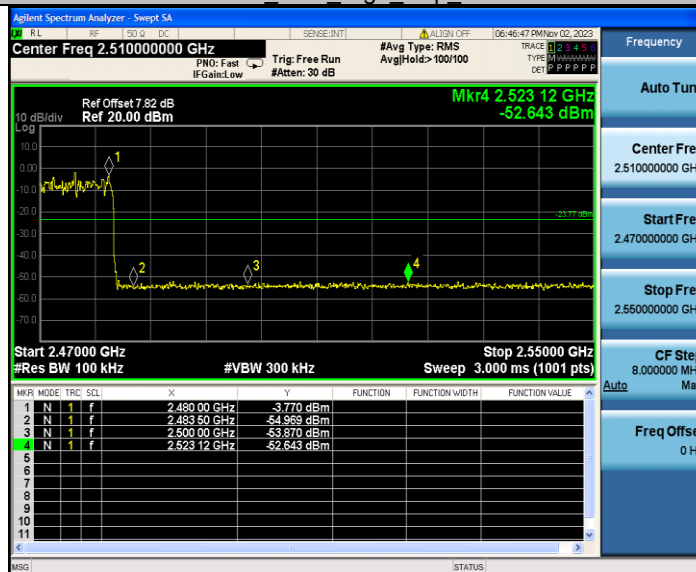 Agilent Spectrum Analyzer - Swept SA
RL RF 50 Ω DC SENSE:INT ALIGN OFF 06:46:47 PM Nov 02, 2023
Center Freq 2.510000000 GHz
PNO: Fast
IFGain:Low
Trig: Free Run
#Atten: 30 dB
#Avg Type: RMS
Avg|Hold:>100/100
TRACE 1 2 3 4 5 6
TYPE M
DET P P P P P P
Ref Offset 7.82 dB
10 dB/div Ref 20.00 dBm
Log
Mkr4 2.523 12 GHz
-52.643 dBm
10.0
0.00
-10.0
-20.0
-30.0
-40.0
-50.0
-60.0
-70.0
1
2
3
4
-23.77 dBm
Start 2.47000 GHz Stop 2.55000 GHz
#Res BW 100 kHz #VBW 300 kHz Sweep 3.000 ms (1001 pts)
MKR MODE TRC SCL X Y FUNCTION FUNCTION WIDTH FUNCTION VALUE
1 N 1 f 2.480 00 GHz -3.770 dBm
2 N 1 f 2.483 50 GHz -54.969 dBm
3 N 1 f 2.500 00 GHz -53.870 dBm
4 N 1 f 2.523 12 GHz -52.643 dBm
5
6
7
8
9
10
11
MSG STATUS
Frequency
Auto Tun
Center Fre
2.510000000 GH
Start Fre
2.470000000 GH
Stop Fre
2.550000000 GH
CF Ste
8.000000 MH
Auto Ma
Freq Offse
0 H